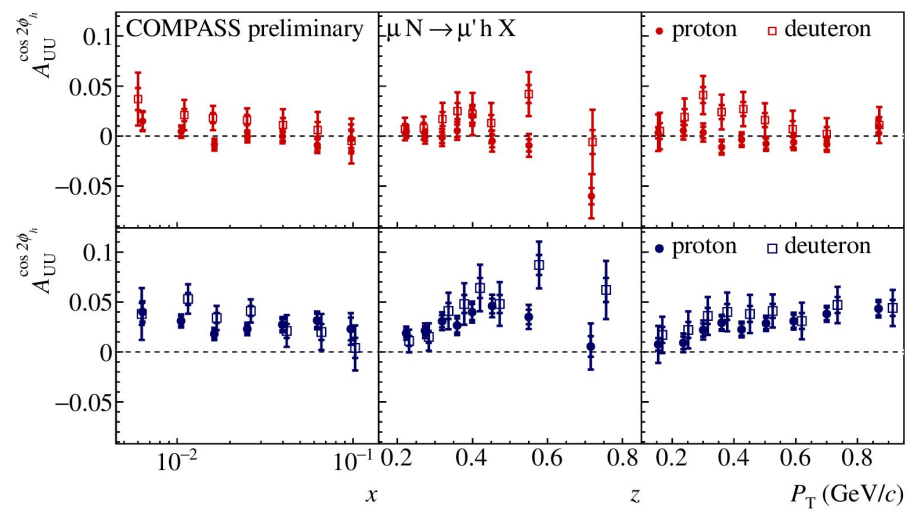 COMPASS preliminary
μ N → μ' h X
proton
deuteron
A_UU^cos 2ϕ_h
0.1
0.05
0
−0.05
proton
deuteron
A_UU^cos 2ϕ_h
0.1
0.05
0
−0.05
10⁻²
10⁻¹
0.2
0.4
0.6
0.8
0.2
0.4
0.6
0.8
x
z
P_T (GeV/c)